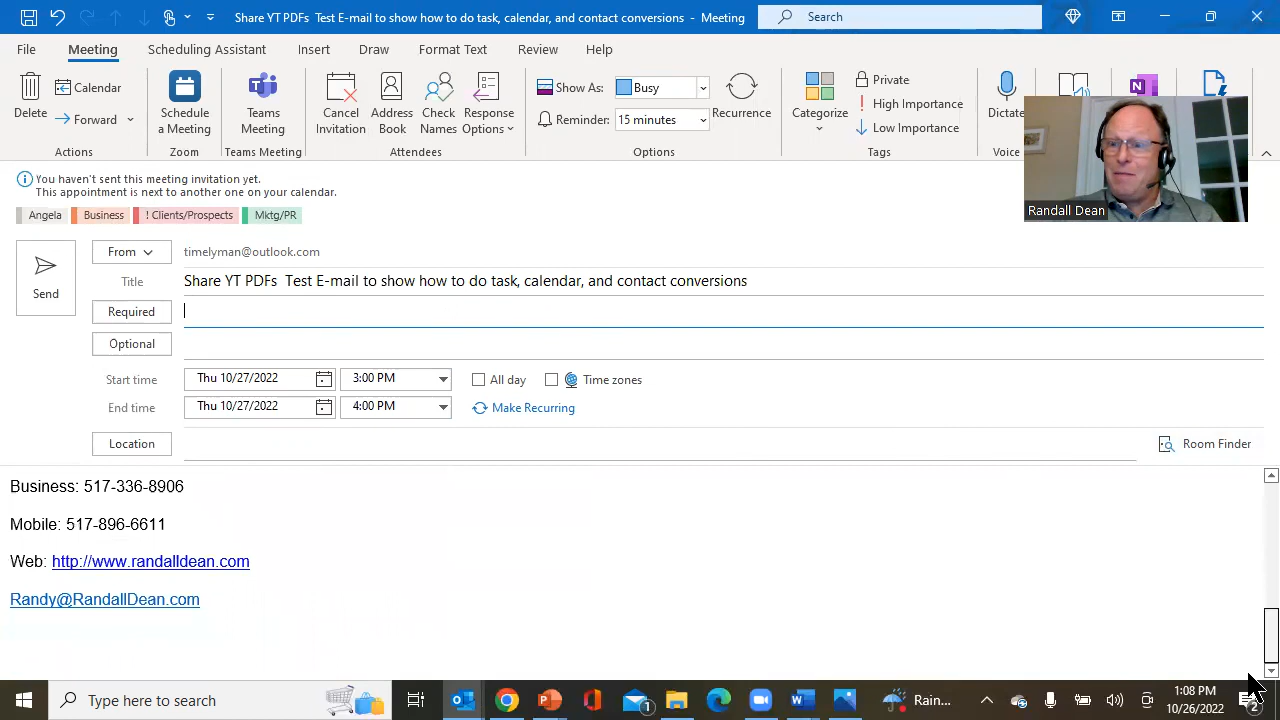 Share YT PDFs  Test E-mail to show how to do task, calendar, and contact conversions  -  Meeting
Search
File
Meeting
Scheduling Assistant
Insert
Draw
Format Text
Review
Help
Delete
Calendar
Forward
Actions
Schedule a Meeting
Zoom
Teams Meeting
Teams Meeting
Cancel Invitation
Address Book
Check Names
Response Options
Attendees
Show As:
Busy
Reminder:
15 minutes
Recurrence
Options
Categorize
Private
High Importance
Low Importance
Tags
Dictate
Voice
Randall Dean
You haven't sent this meeting invitation yet.
This appointment is next to another one on your calendar.
Angela
Business
! Clients/Prospects
Mktg/PR
Send
From
timelyman@outlook.com
Title
Share YT PDFs  Test E-mail to show how to do task, calendar, and contact conversions
Required
Optional
Start time
Thu 10/27/2022
3:00 PM
All day
Time zones
End time
Thu 10/27/2022
4:00 PM
Make Recurring
Location
Room Finder
Business: 517-336-8906
Mobile: 517-896-6611
Web: http://www.randalldean.com
Randy@RandallDean.com
Type here to search
1
Rain...
1:08 PM
10/26/2022
2